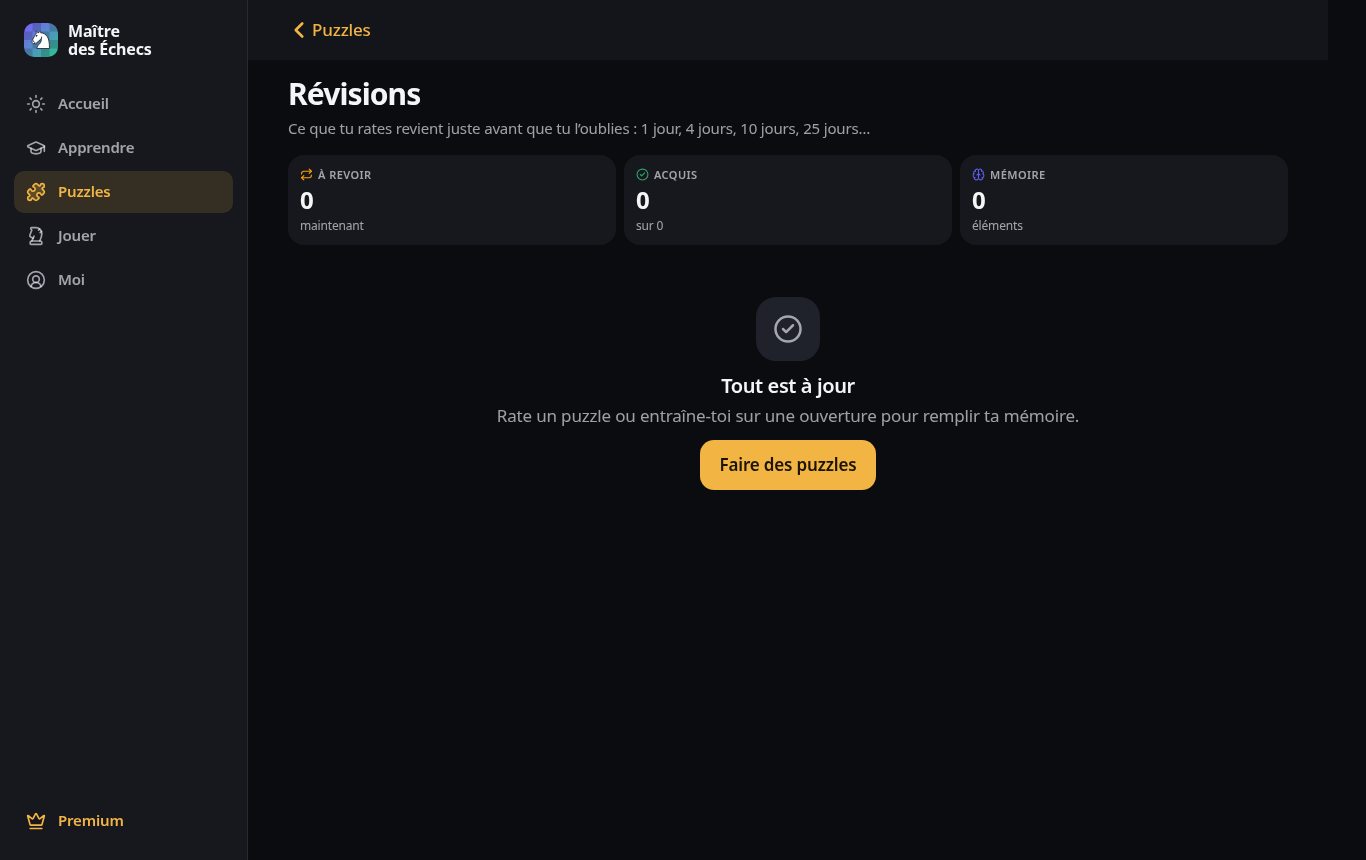 Maître
des Échecs
Accueil
Apprendre
Puzzles
Jouer
Moi
Premium
Puzzles
Révisions
Ce que tu rates revient juste avant que tu l’oublies : 1 jour, 4 jours, 10 jours, 25 jours…
À REVOIR
0
maintenant
ACQUIS
0
sur 0
MÉMOIRE
0
éléments
Tout est à jour
Rate un puzzle ou entraîne-toi sur une ouverture pour remplir ta mémoire.
Faire des puzzles